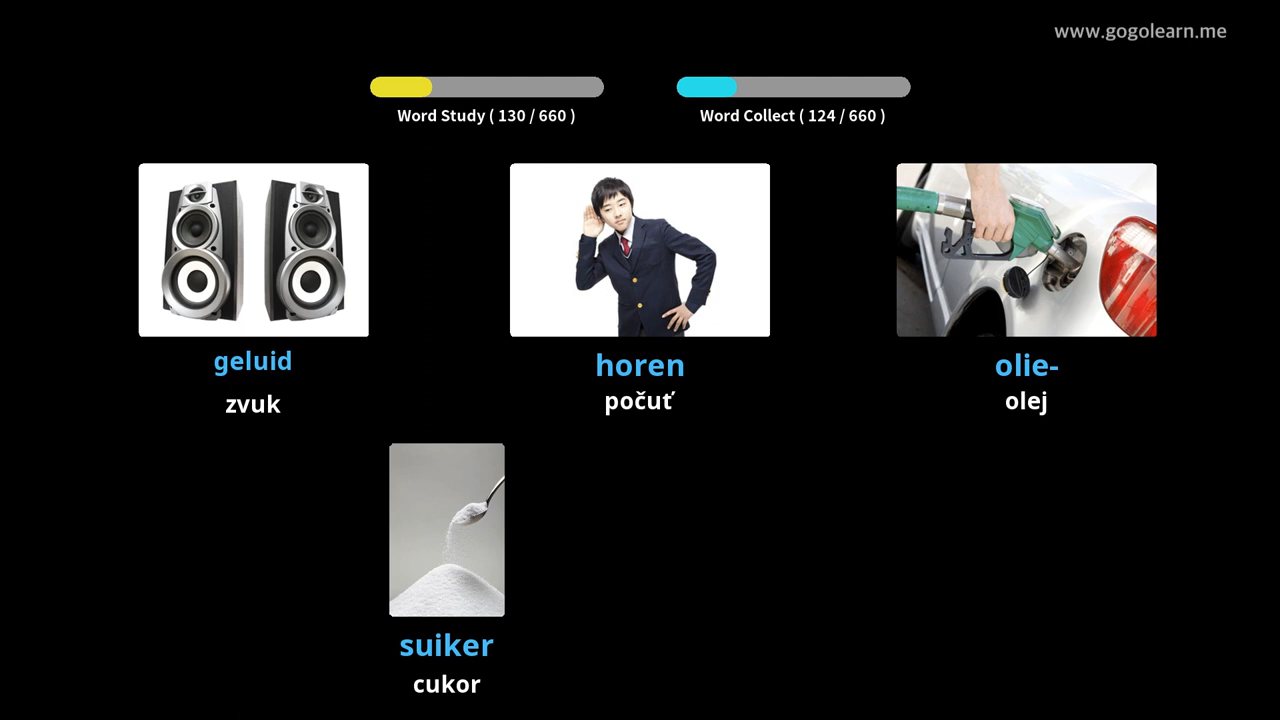 www.gogolearn.me
Word Study ( 130 / 660 )
Word Collect ( 124 / 660 )
geluid
zvuk
horen
počuť
olie-
olej
suiker
cukor